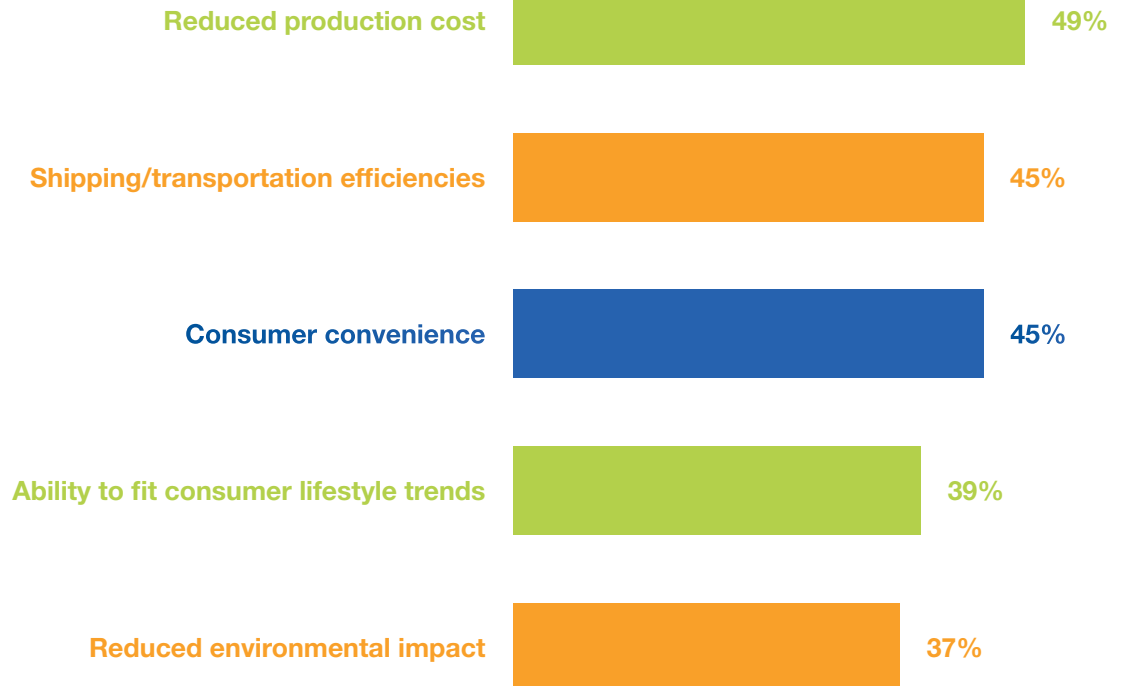 Reduced production cost 49%
Shipping/transportation efficiencies 45%
Consumer convenience 45%
Ability to fit consumer lifestyle trends 39%
Reduced environmental impact 37%